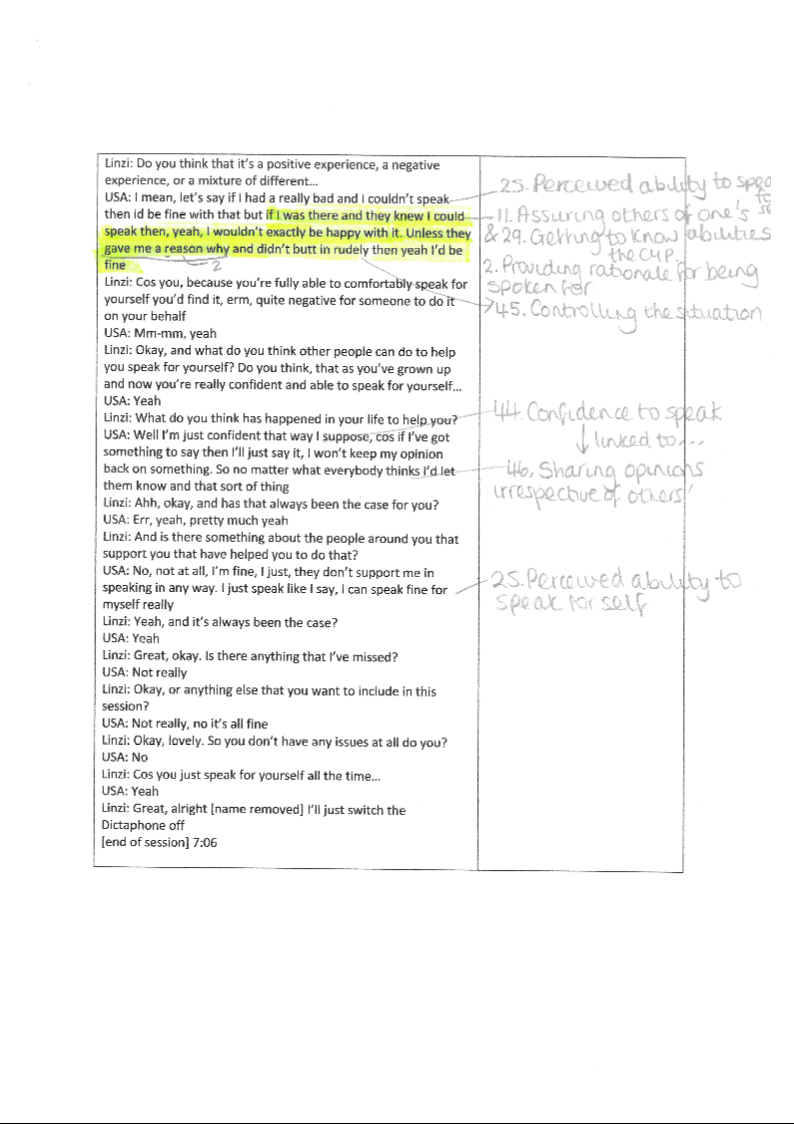 Linzi: Do you think that it's a positive experience, a negative
experience, or a mixture of different...
USA: I mean, let's say if I had a really bad and I couldn't speak
then id be fine with that but if I was there and they knew I could
speak then, yeah, I wouldn't exactly be happy with it. Unless they
gave me a reason why and didn't butt in rudely then yeah I'd be
fine
2
Linzi: Cos you, because you're fully able to comfortably speak for
yourself you'd find it, erm, quite negative for someone to do it
on your behalf
USA: Mm-mm, yeah
Linzi: Okay, and what do you think other people can do to help
you speak for yourself? Do you think, that as you've grown up
and now you're really confident and able to speak for yourself...
USA: Yeah
Linzi: What do you think has happened in your life to help you?
USA: Well I'm just confident that way I suppose, cos if I've got
something to say then I'll just say it, I won't keep my opinion
back on something. So no matter what everybody thinks I'd let
them know and that sort of thing
Linzi: Ahh, okay, and has that always been the case for you?
USA: Err, yeah, pretty much yeah
Linzi: And is there something about the people around you that
support you that have helped you to do that?
USA: No, not at all, I'm fine, I just, they don't support me in
speaking in any way. I just speak like I say, I can speak fine for
myself really
Linzi: Yeah, and it's always been the case?
USA: Yeah
Linzi: Great, okay. Is there anything that I've missed?
USA: Not really
Linzi: Okay, or anything else that you want to include in this
session?
USA: Not really, no it's all fine
Linzi: Okay, lovely. So you don't have any issues at all do you?
USA: No
Linzi: Cos you just speak for yourself all the time...
USA: Yeah
Linzi: Great, alright [name removed] I'll just switch the
Dictaphone off
[end of session] 7:06
25. Perceived ability to
11. Assuring others of one's
& 29. Getting to know abilities
the CYP.
2. Providing rationale for being
spoken for.
45. Controlling the situation
44. Confidence to speak
↓ linked to...
46. Sharing opinions
irrespective of others'
25. Perceived ability to
speak for self